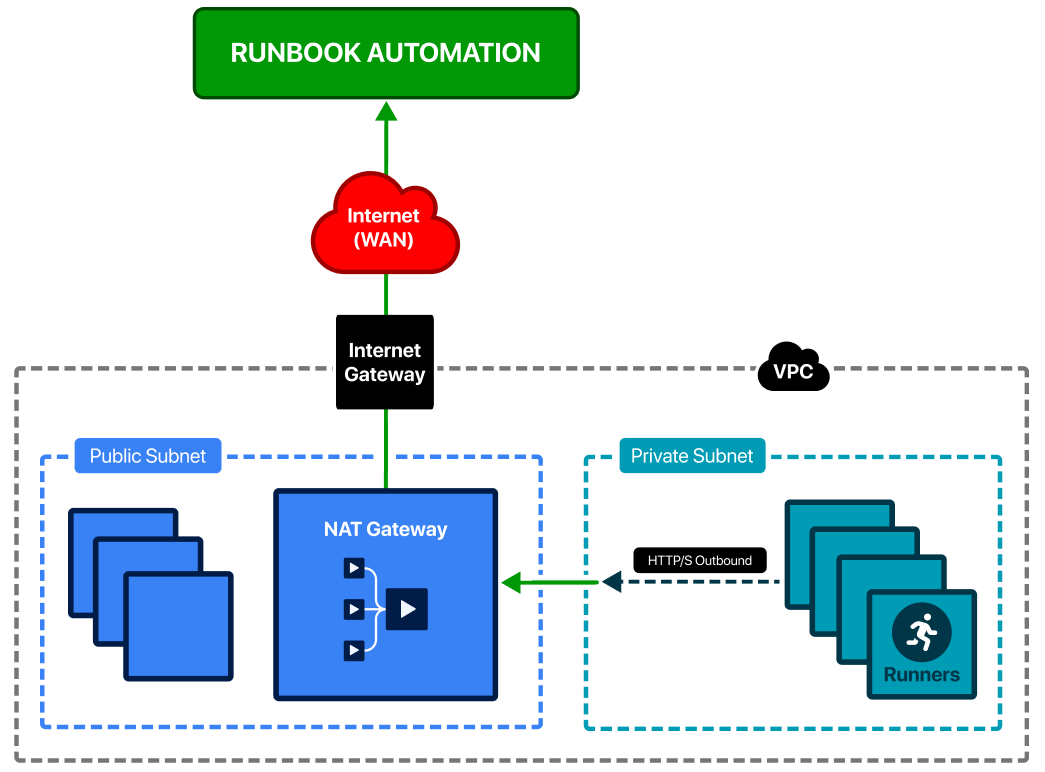 RUNBOOK AUTOMATION
Internet
(WAN)
Internet
Gateway
VPC
Public Subnet
Private Subnet
NAT Gateway
HTTP/S Outbound
Runners